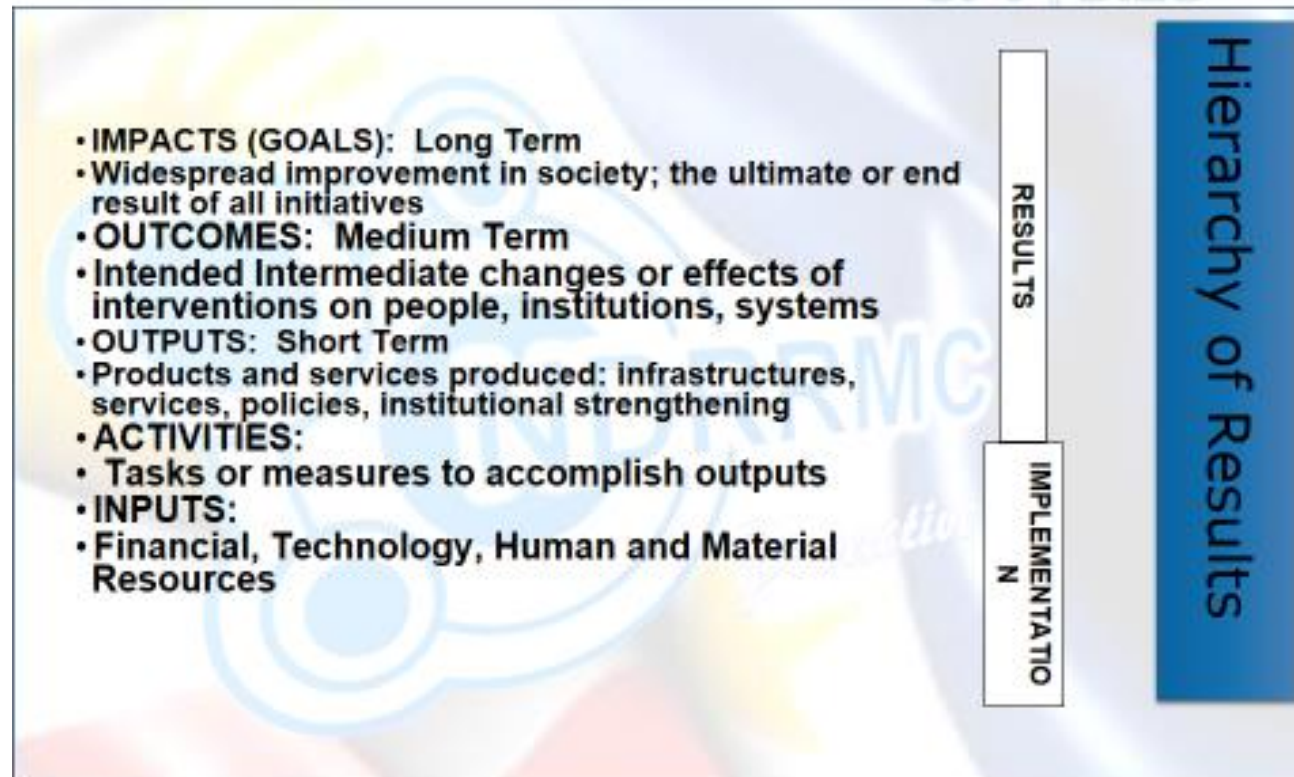 Hierarchy of Results
• IMPACTS (GOALS):  Long Term
• Widespread improvement in society; the ultimate or end
result of all initiatives
• OUTCOMES:  Medium Term
• Intended Intermediate changes or effects of
interventions on people, institutions, systems
• OUTPUTS:  Short Term
• Products and services produced: infrastructures,
services, policies, institutional strengthening
• ACTIVITIES:
•  Tasks or measures to accomplish outputs
• INPUTS:
• Financial, Technology, Human and Material
Resources
RESULTS
IMPLEMENTATIO
N
NDRRMC